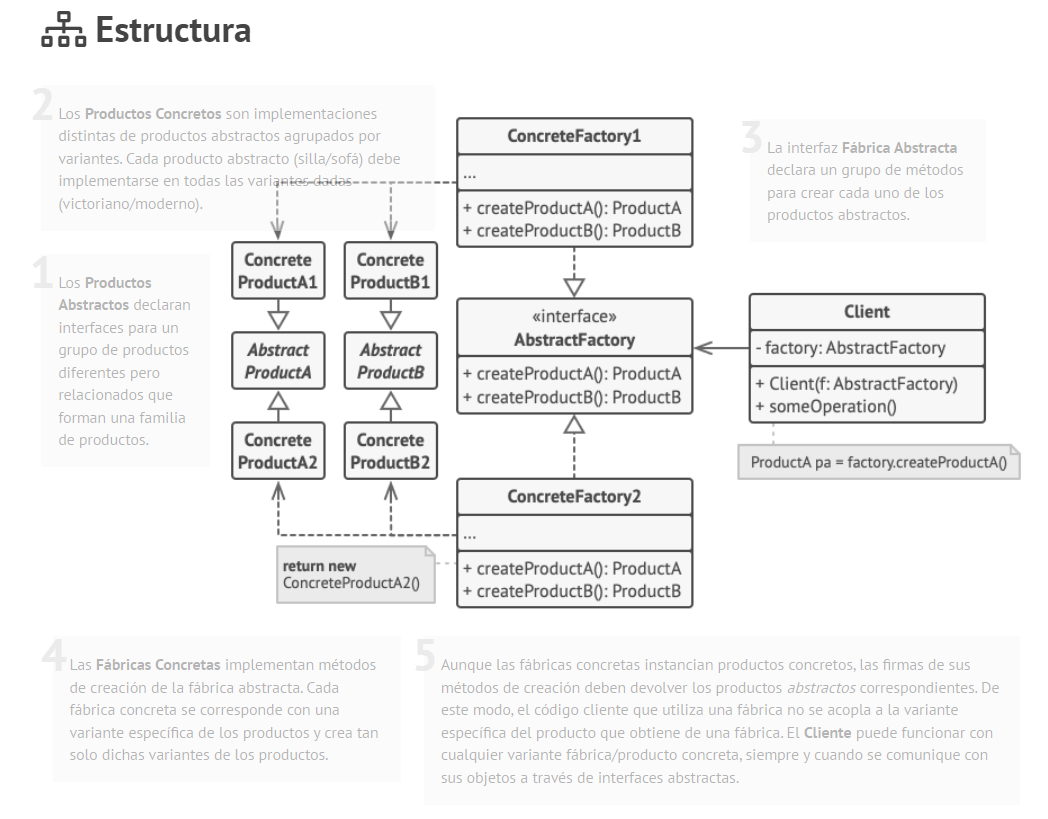 Estructura
2
Los Productos Concretos son implementaciones
distintas de productos abstractos agrupados por
variantes. Cada producto abstracto (silla/sofá) debe
implementarse en todas las variantes dadas
(victoriano/moderno).
ConcreteFactory1
...
+ createProductA(): ProductA
+ createProductB(): ProductB
3
La interfaz Fábrica Abstracta
declara un grupo de métodos
para crear cada uno de los
productos abstractos.
1
Los Productos
Abstractos declaran
interfaces para un
grupo de productos
diferentes pero
relacionados que
forman una familia
de productos.
Concrete
ProductA1
Concrete
ProductB1
Abstract
ProductA
Abstract
ProductB
Concrete
ProductA2
Concrete
ProductB2
«interface»
AbstractFactory
+ createProductA(): ProductA
+ createProductB(): ProductB
Client
- factory: AbstractFactory
+ Client(f: AbstractFactory)
+ someOperation()
ProductA pa = factory.createProductA()
ConcreteFactory2
...
+ createProductA(): ProductA
+ createProductB(): ProductB
return new
ConcreteProductA2()
4
Las Fábricas Concretas implementan métodos
de creación de la fábrica abstracta. Cada
fábrica concreta se corresponde con una
variante específica de los productos y crea tan
solo dichas variantes de los productos.
5
Aunque las fábricas concretas instancian productos concretos, las firmas de sus
métodos de creación deben devolver los productos abstractos correspondientes. De
este modo, el código cliente que utiliza una fábrica no se acopla a la variante
específica del producto que obtiene de una fábrica. El Cliente puede funcionar con
cualquier variante fábrica/producto concreta, siempre y cuando se comunique con
sus objetos a través de interfaces abstractas.